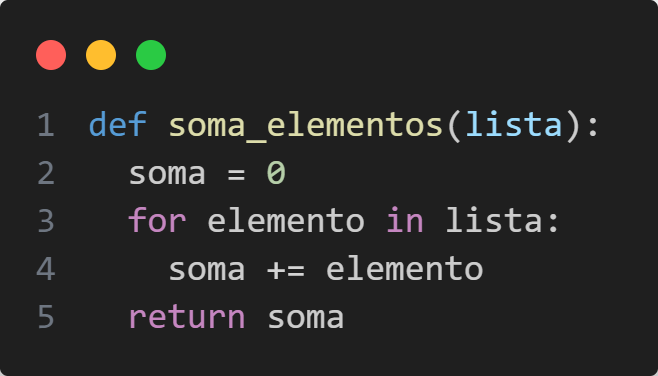 1 def soma_elementos(lista):
2   soma = 0
3   for elemento in lista:
4     soma += elemento
5   return soma